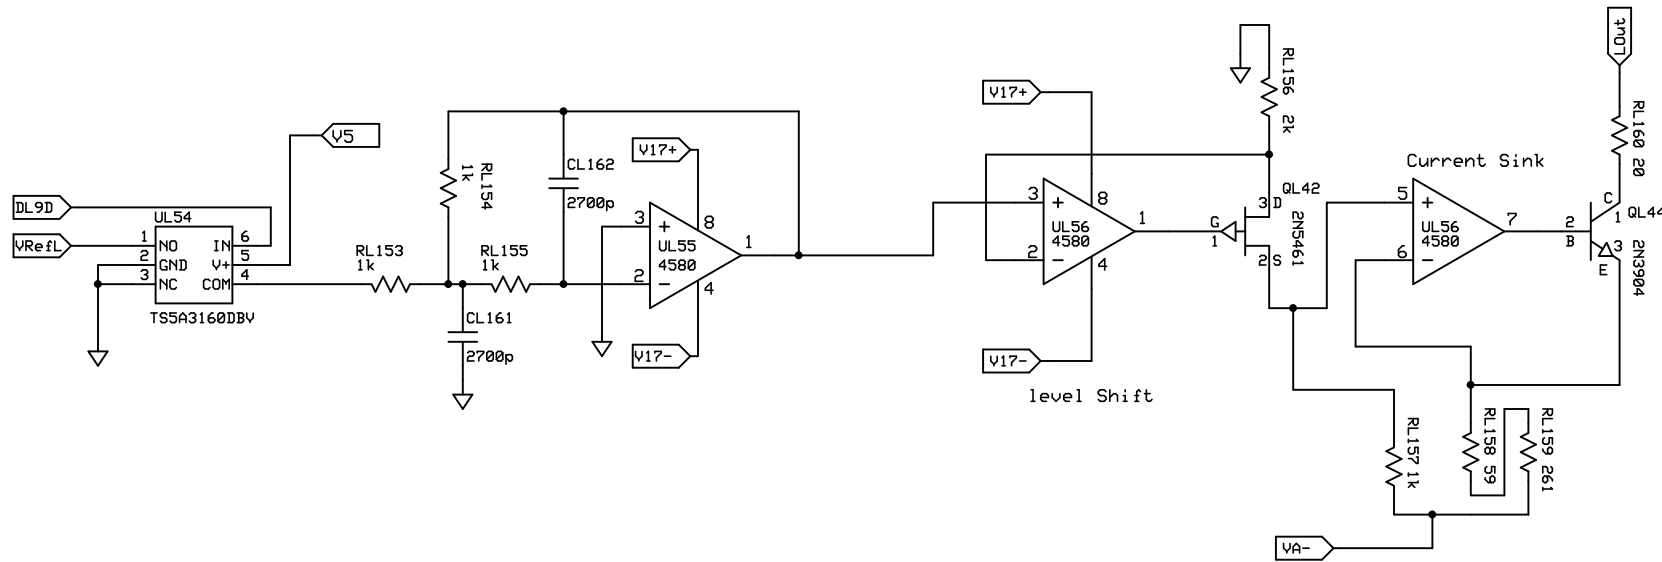 DL9D
VRefL
UL54
1
NO
2
GND
3
NC
IN
6
V+
5
COM
4
TS5A3160DBV
V5
RL153
1k
RL154
1k
RL155
1k
CL161
2700p
CL162
2700p
V17+
V17-
3
+
8
UL55
4580
1
2
−
4
V17+
V17-
3
+
8
UL56
4580
1
2
−
4
level Shift
RL156 2k
QL42
3 D
G
1
2 S
2N5461
RL157 1k
Current Sink
5
+
UL56
4580
7
6
−
2
B
C
1
QL44
3
E
2N3904
RL160 20
LOut
RL158 59
RL159 261
VA-